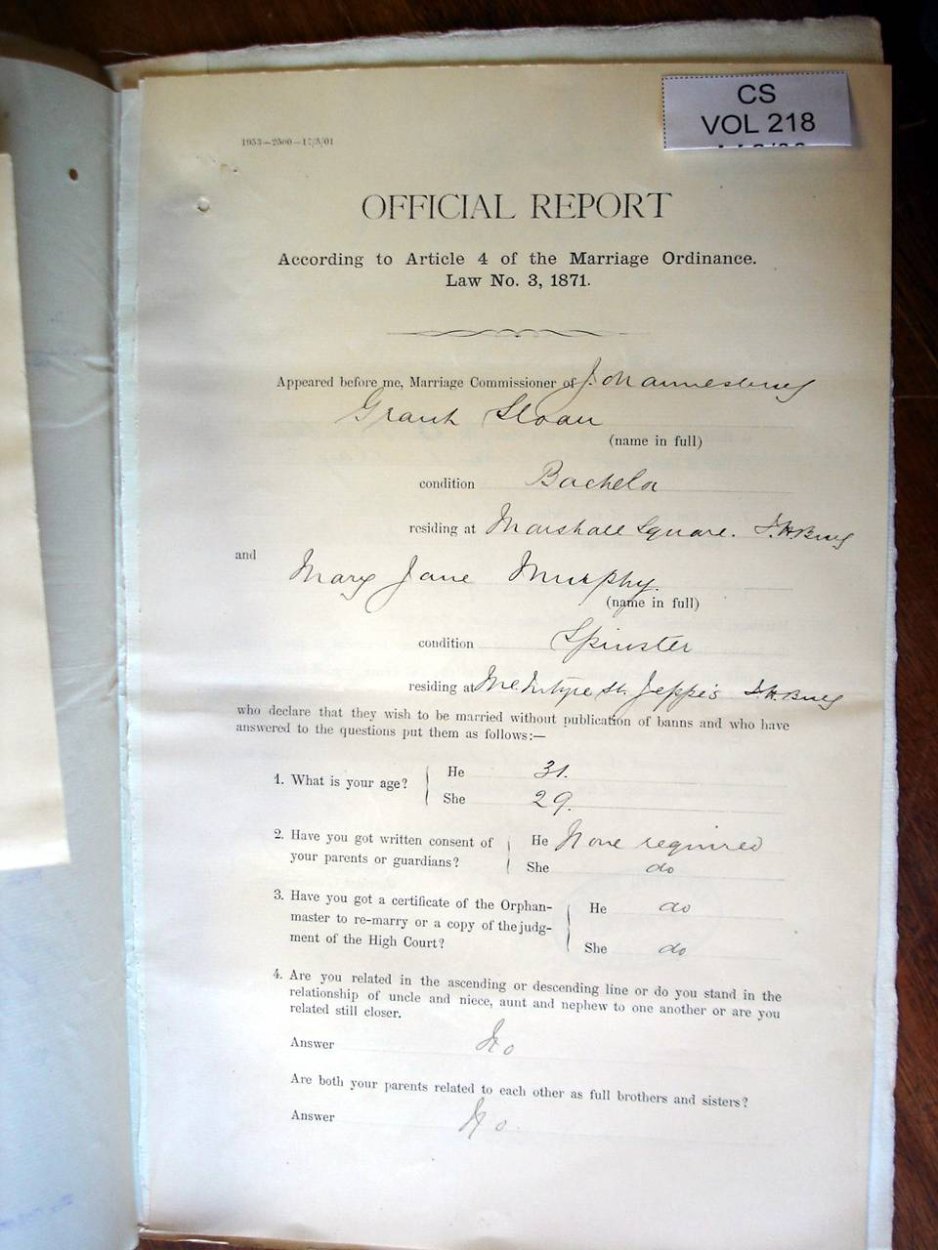 CS
VOL 218
1953—2500—17/5/01
OFFICIAL REPORT
According to Article 4 of the Marriage Ordinance.
Law No. 3, 1871.
Appeared before me, Marriage Commissioner of Johannesburg
Grant Sloan
(name in full)
condition Bachelor
residing at Marshall Square. J.H.Burg
and
Mary Jane Murphy.
(name in full)
condition Spinster
residing at McIntype St. Jeppes J.H.Burg
who declare that they wish to be married without publication of banns and who have
answered to the questions put them as follows:—
1. What is your age?
He 31.
She 29.
2. Have you got written consent of
your parents or guardians?
He None required
She do
3. Have you got a certificate of the Orphan-
master to re-marry or a copy of the judg-
ment of the High Court?
He do
She do
4. Are you related in the ascending or descending line or do you stand in the
relationship of uncle and niece, aunt and nephew to one another or are you
related still closer.
Answer No
Are both your parents related to each other as full brothers and sisters?
Answer No.